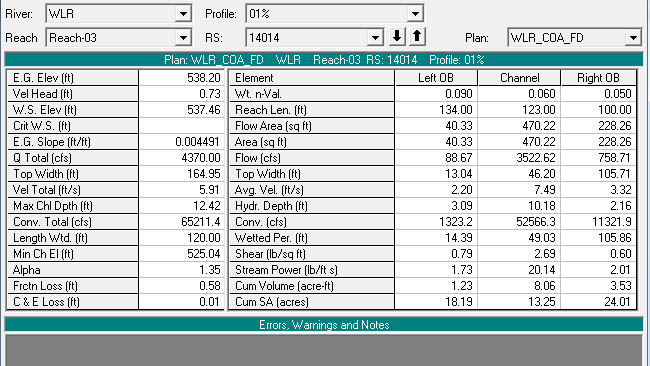 River: WLR Profile: 01%
Reach Reach-03 RS: 14014 Plan: WLR_COA_FD
Plan: WLR_COA_FD WLR Reach-03 RS: 14014 Profile: 01%
E.G. Elev (ft) 538.20 Element Left OB Channel Right OB
Vel Head (ft) 0.73 Wt. n-Val. 0.090 0.060 0.050
W.S. Elev (ft) 537.46 Reach Len. (ft) 134.00 123.00 100.00
Crit W.S. (ft) Flow Area (sq ft) 40.33 470.22 228.26
E.G. Slope (ft/ft) 0.004491 Area (sq ft) 40.33 470.22 228.26
Q Total (cfs) 4370.00 Flow (cfs) 88.67 3522.62 758.71
Top Width (ft) 164.95 Top Width (ft) 13.04 46.20 105.71
Vel Total (ft/s) 5.91 Avg. Vel. (ft/s) 2.20 7.49 3.32
Max Chl Dpth (ft) 12.42 Hydr. Depth (ft) 3.09 10.18 2.16
Conv. Total (cfs) 65211.4 Conv. (cfs) 1323.2 52566.3 11321.9
Length Wtd. (ft) 120.00 Wetted Per. (ft) 14.39 49.03 105.86
Min Ch El (ft) 525.04 Shear (lb/sq ft) 0.79 2.69 0.60
Alpha 1.35 Stream Power (lb/ft s) 1.73 20.14 2.01
Frctn Loss (ft) 0.58 Cum Volume (acre-ft) 1.23 8.06 3.53
C & E Loss (ft) 0.01 Cum SA (acres) 18.19 13.25 24.01
Errors, Warnings and Notes